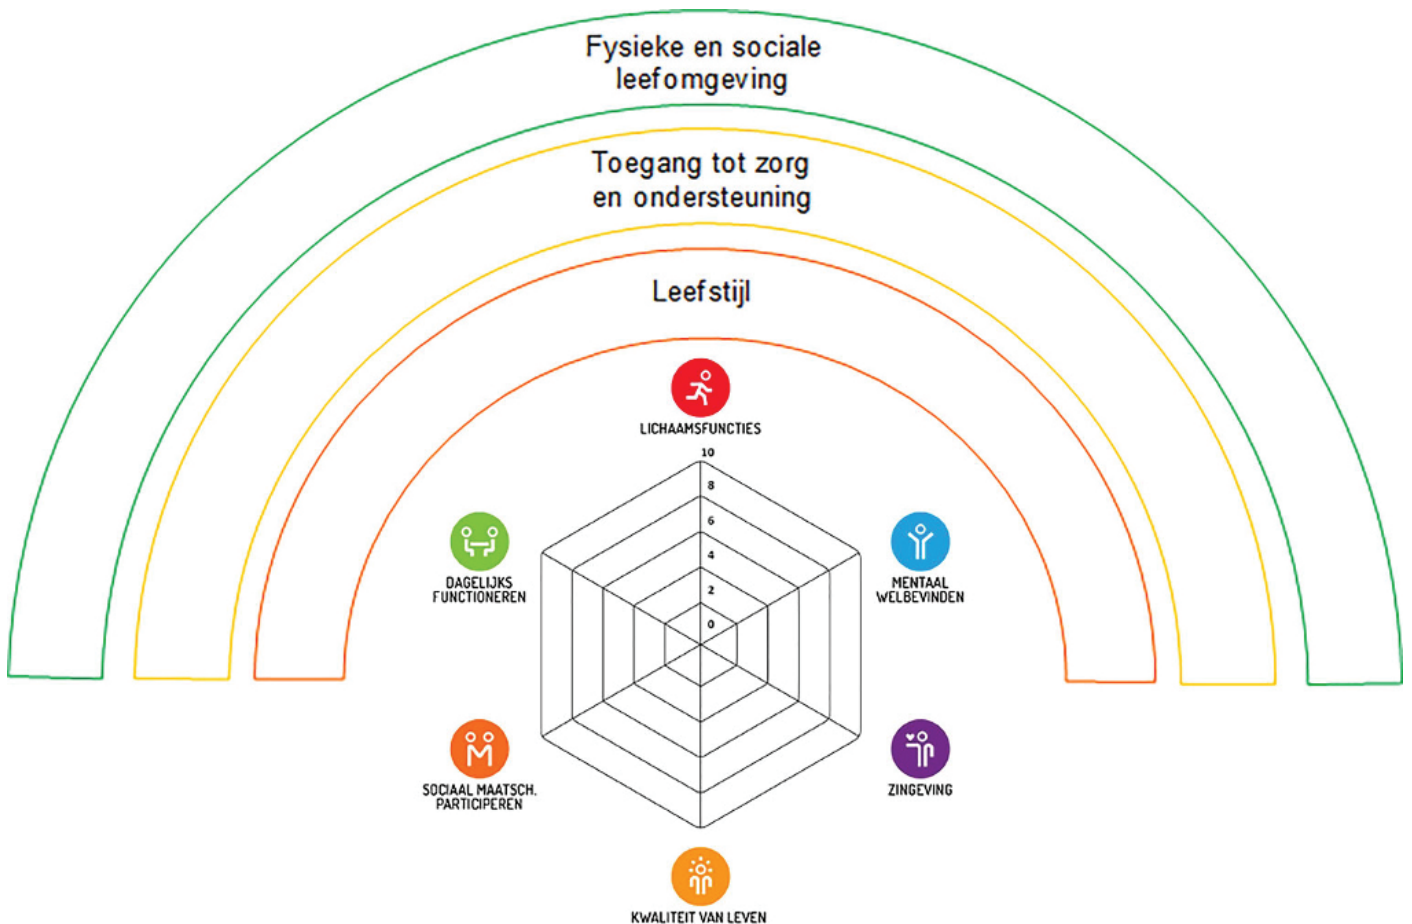 Fysieke en sociale
leefomgeving
Toegang tot zorg
en ondersteuning
Leefstijl
LICHAAMSFUNCTIES
10
8
6
4
2
0
DAGELIJKS
FUNCTIONEREN
MENTAAL
WELBEVINDEN
SOCIAAL MAATSCH.
PARTICIPEREN
ZINGEVING
KWALITEIT VAN LEVEN